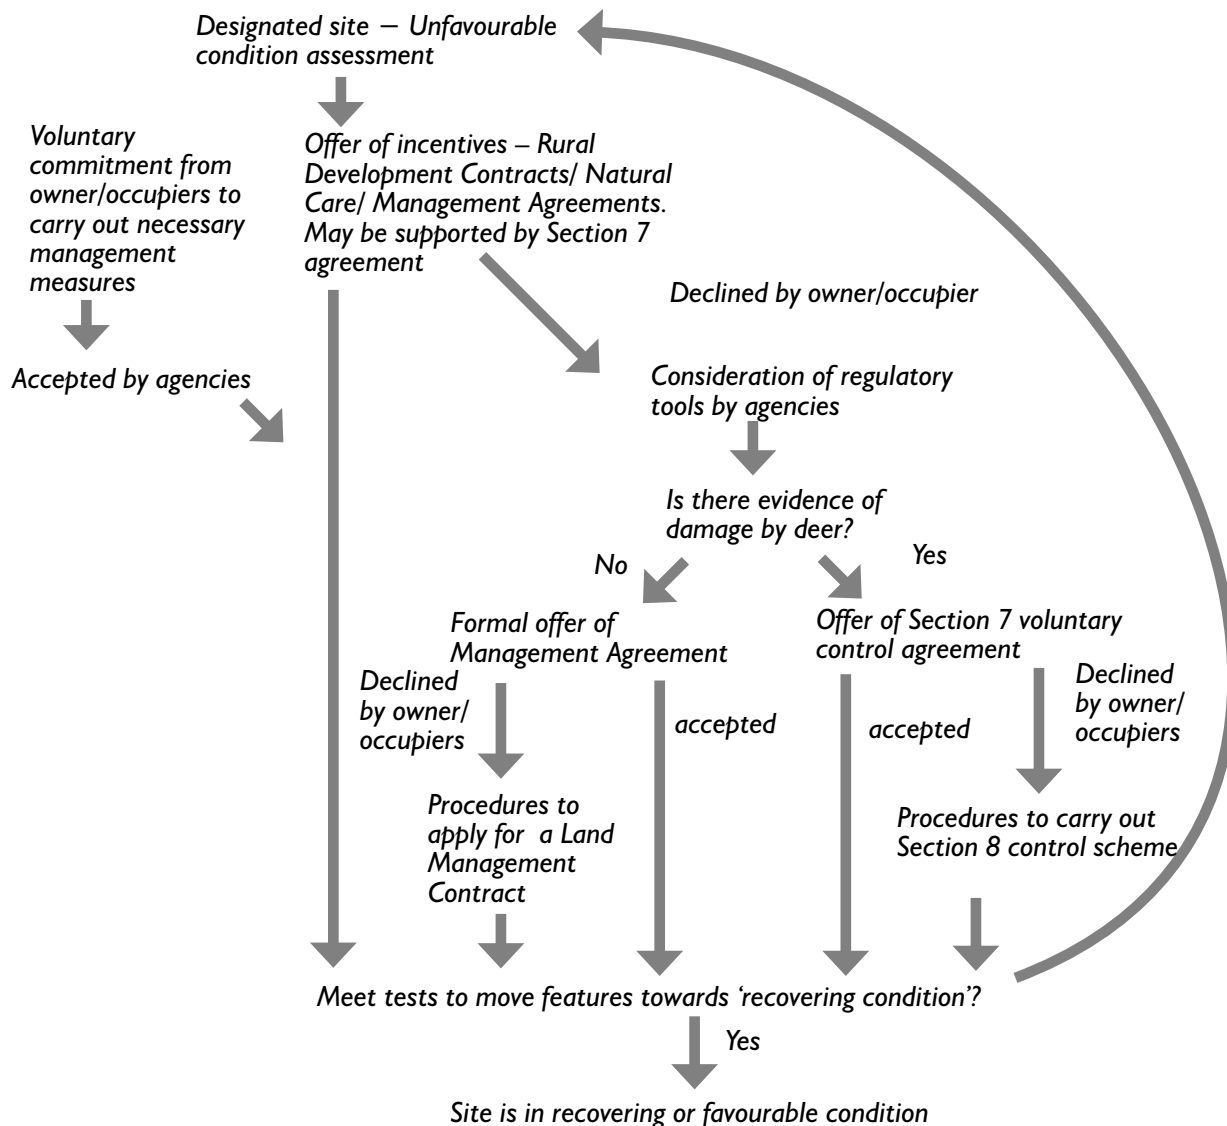 Designated site – Unfavourable
condition assessment
Voluntary
commitment from
owner/occupiers to
carry out necessary
management
measures
Offer of incentives – Rural
Development Contracts/ Natural
Care/ Management Agreements.
May be supported by Section 7
agreement
Declined by owner/occupier
Accepted by agencies
Consideration of regulatory
tools by agencies
Is there evidence of
damage by deer?
No
Yes
Formal offer of
Management Agreement
Offer of Section 7 voluntary
control agreement
Declined
by owner/
occupiers
accepted
accepted
Declined
by owner/
occupiers
Procedures to
apply for  a Land
Management
Contract
Procedures to carry out
Section 8 control scheme
Meet tests to move features towards ‘recovering condition’?
Yes
Site is in recovering or favourable condition